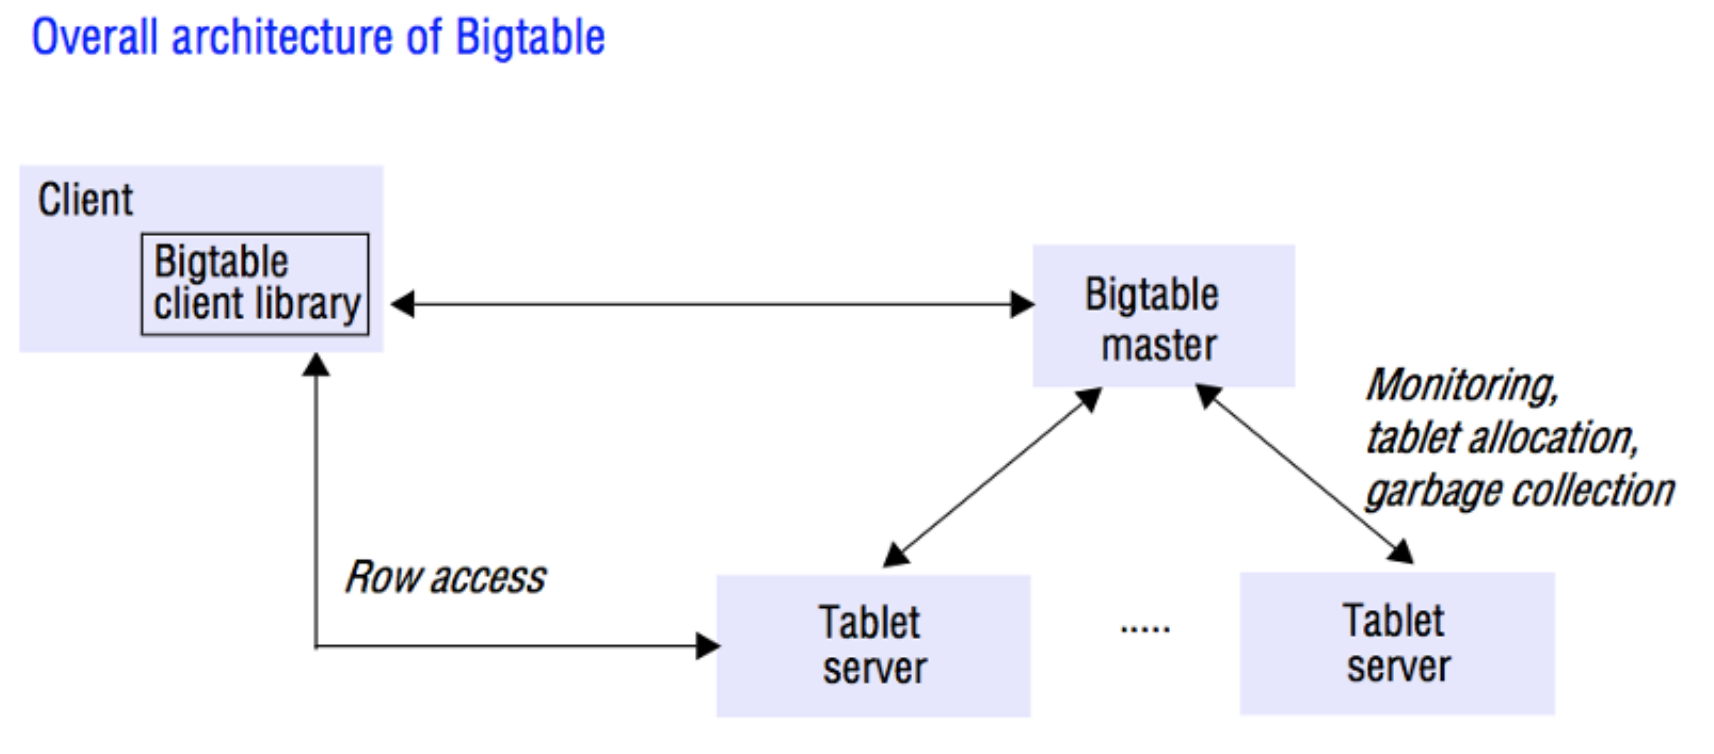 Overall architecture of Bigtable
Client
Bigtable
client library
Bigtable
master
Monitoring,
tablet allocation,
garbage collection
Row access
Tablet
server
.....
Tablet
server